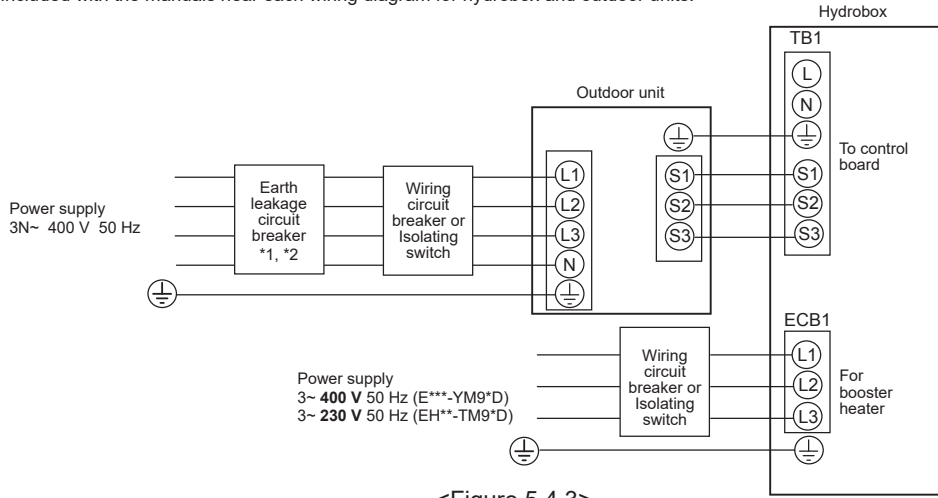 included with the manuals near each wiring diagram for hydrobox and outdoor units.
Hydrobox
TB1
L
N
Outdoor unit
To control
board
S1
S2
S3
L1
L2
L3
N
S1
S2
S3
Earth
leakage
circuit
breaker
*1, *2
Wiring
circuit
breaker or
Isolating
switch
Power supply
3N~ 400 V 50 Hz
ECB1
L1
L2
L3
For
booster
heater
Wiring
circuit
breaker or
Isolating
switch
Power supply
3~ 400 V 50 Hz (E***-YM9*D)
3~ 230 V 50 Hz (EH**-TM9*D)
<Figure 5.4.3>